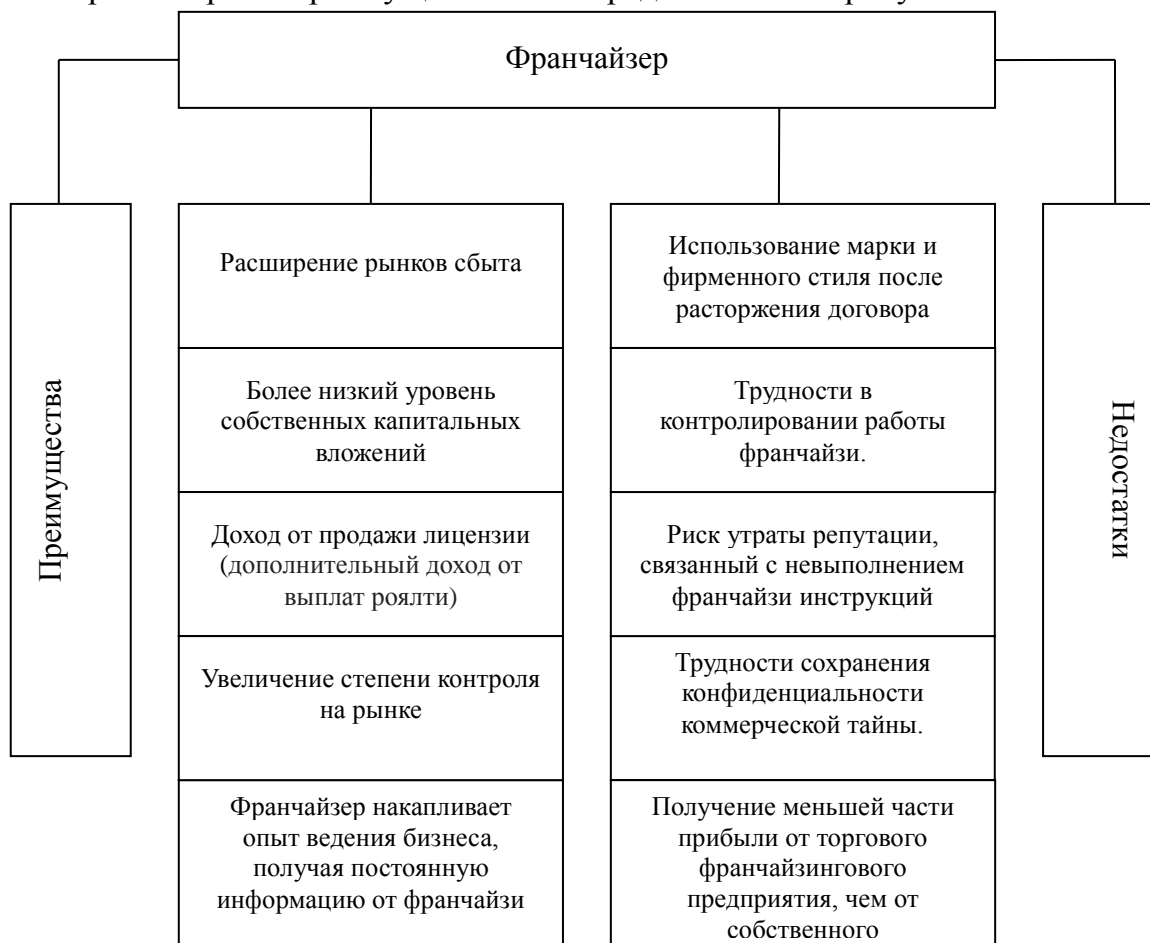 Франчайзер
Преимущества
Расширение рынков сбыта
Более низкий уровень
собственных капитальных
вложений
Доход от продажи лицензии
(дополнительный доход от
выплат роялти)
Увеличение степени контроля
на рынке
Франчайзер накапливает
опыт ведения бизнеса,
получая постоянную
информацию от франчайзи
Использование марки и
фирменного стиля после
расторжения договора
Трудности в
контролировании работы
франчайзи.
Риск утраты репутации,
связанный с невыполнением
франчайзи инструкций
Трудности сохранения
конфиденциальности
коммерческой тайны.
Получение меньшей части
прибыли от торгового
франчайзингового
предприятия, чем от
собственного
Недостатки